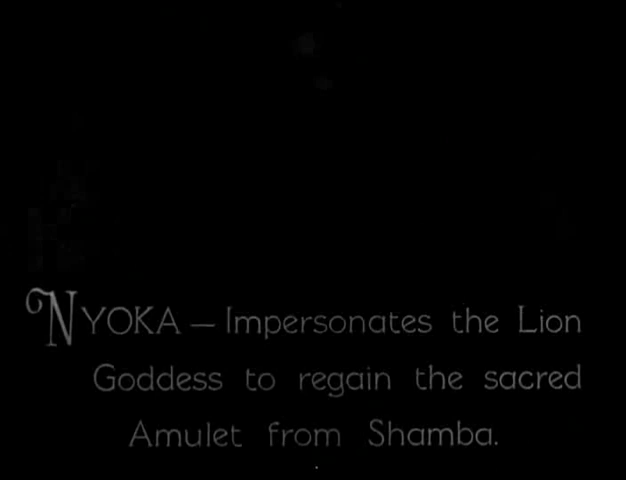 NYOKA — Impersonates the Lion
Goddess to regain the sacred
Amulet from Shamba.